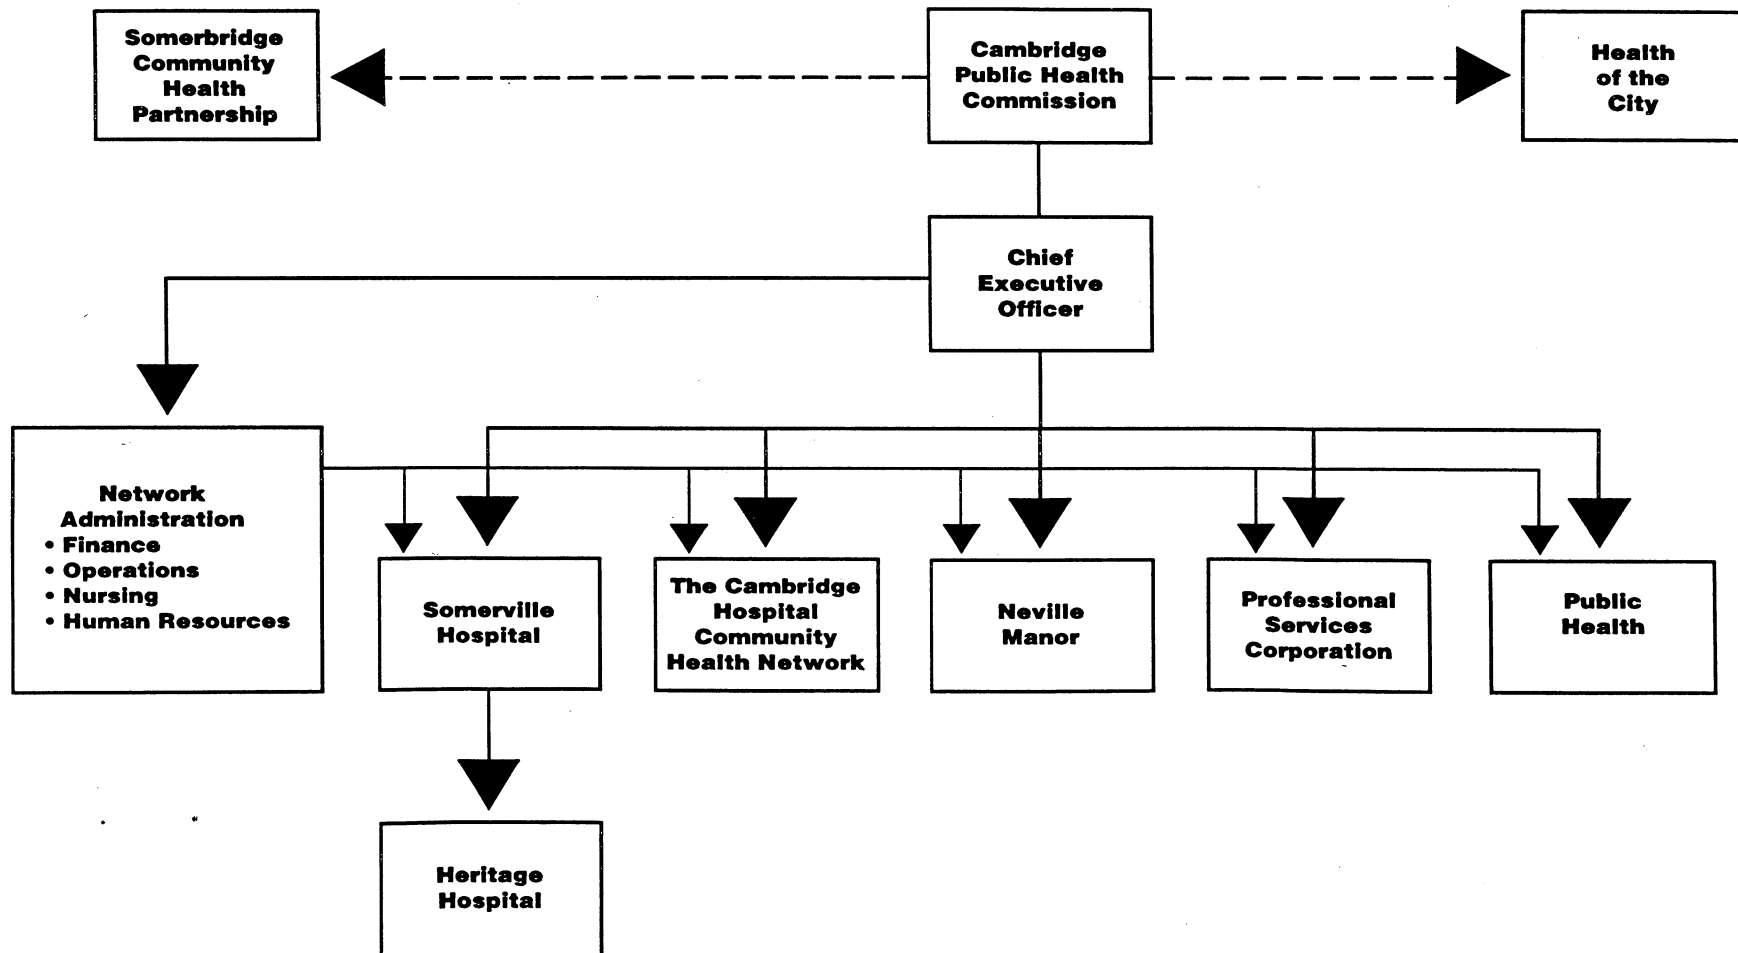 Somerbridge
Community
Health
Partnership
Cambridge
Public Health
Commission
Health
of the
City
Chief
Executive
Officer
Network
Administration
• Finance
• Operations
• Nursing
• Human Resources
Somerville
Hospital
The Cambridge
Hospital
Community
Health Network
Neville
Manor
Professional
Services
Corporation
Public
Health
Heritage
Hospital